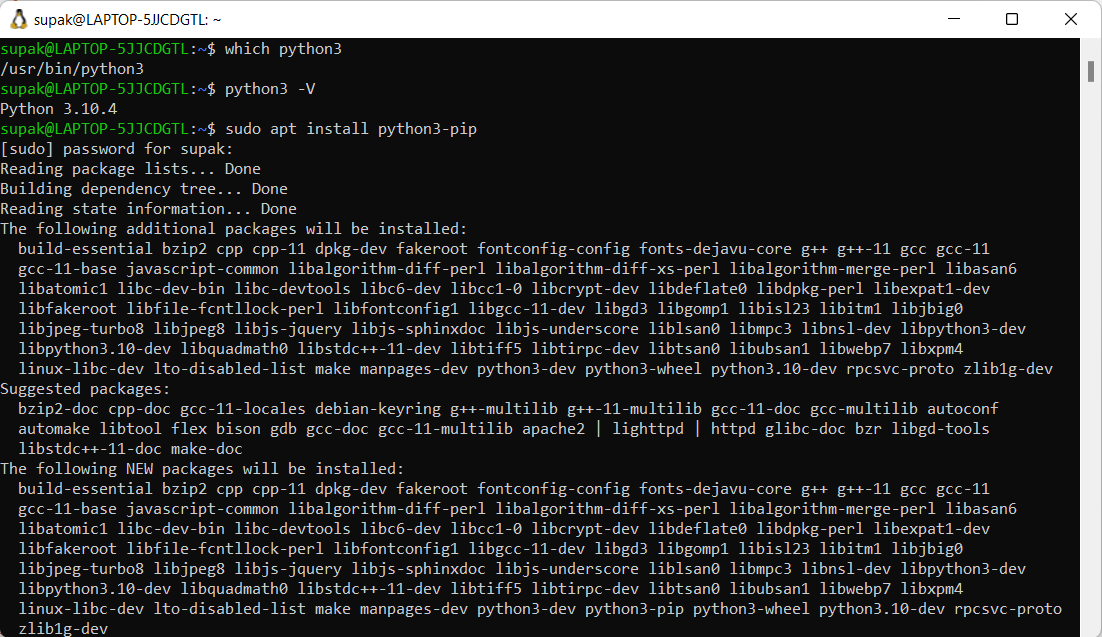 supak@LAPTOP-5JJCDGTL: ~
supak@LAPTOP-5JJCDGTL:~$ which python3
/usr/bin/python3
supak@LAPTOP-5JJCDGTL:~$ python3 -V
Python 3.10.4
supak@LAPTOP-5JJCDGTL:~$ sudo apt install python3-pip
[sudo] password for supak:
Reading package lists... Done
Building dependency tree... Done
Reading state information... Done
The following additional packages will be installed:
  build-essential bzip2 cpp cpp-11 dpkg-dev fakeroot fontconfig-config fonts-dejavu-core g++ g++-11 gcc gcc-11
  gcc-11-base javascript-common libalgorithm-diff-perl libalgorithm-diff-xs-perl libalgorithm-merge-perl libasan6
  libatomic1 libc-dev-bin libc-devtools libc6-dev libcc1-0 libcrypt-dev libdeflate0 libdpkg-perl libexpat1-dev
  libfakeroot libfile-fcntllock-perl libfontconfig1 libgcc-11-dev libgd3 libgomp1 libisl23 libitm1 libjbig0
  libjpeg-turbo8 libjpeg8 libjs-jquery libjs-sphinxdoc libjs-underscore liblsan0 libmpc3 libnsl-dev libpython3-dev
  libpython3.10-dev libquadmath0 libstdc++-11-dev libtiff5 libtirpc-dev libtsan0 libubsan1 libwebp7 libxpm4
  linux-libc-dev lto-disabled-list make manpages-dev python3-dev python3-wheel python3.10-dev rpcsvc-proto zlib1g-dev
Suggested packages:
  bzip2-doc cpp-doc gcc-11-locales debian-keyring g++-multilib g++-11-multilib gcc-11-doc gcc-multilib autoconf
  automake libtool flex bison gdb gcc-doc gcc-11-multilib apache2 | lighttpd | httpd glibc-doc bzr libgd-tools
  libstdc++-11-doc make-doc
The following NEW packages will be installed:
  build-essential bzip2 cpp cpp-11 dpkg-dev fakeroot fontconfig-config fonts-dejavu-core g++ g++-11 gcc gcc-11
  gcc-11-base javascript-common libalgorithm-diff-perl libalgorithm-diff-xs-perl libalgorithm-merge-perl libasan6
  libatomic1 libc-dev-bin libc-devtools libc6-dev libcc1-0 libcrypt-dev libdeflate0 libdpkg-perl libexpat1-dev
  libfakeroot libfile-fcntllock-perl libfontconfig1 libgcc-11-dev libgd3 libgomp1 libisl23 libitm1 libjbig0
  libjpeg-turbo8 libjpeg8 libjs-jquery libjs-sphinxdoc libjs-underscore liblsan0 libmpc3 libnsl-dev libpython3-dev
  libpython3.10-dev libquadmath0 libstdc++-11-dev libtiff5 libtirpc-dev libtsan0 libubsan1 libwebp7 libxpm4
  linux-libc-dev lto-disabled-list make manpages-dev python3-dev python3-pip python3-wheel python3.10-dev rpcsvc-proto
  zlib1g-dev